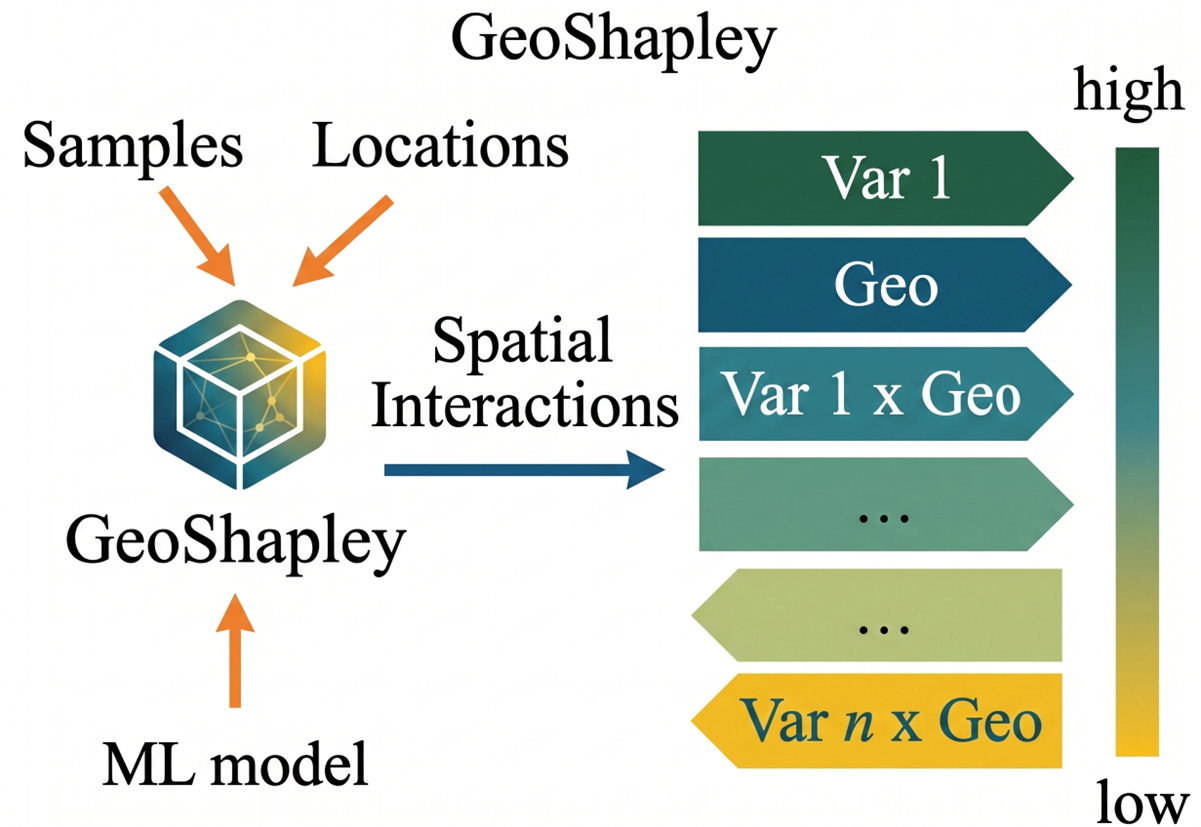 GeoShapley
Samples
Locations
GeoShapley
ML model
Spatial
Interactions
Var 1
Geo
Var 1 x Geo
...
...
Var n x Geo
high
low